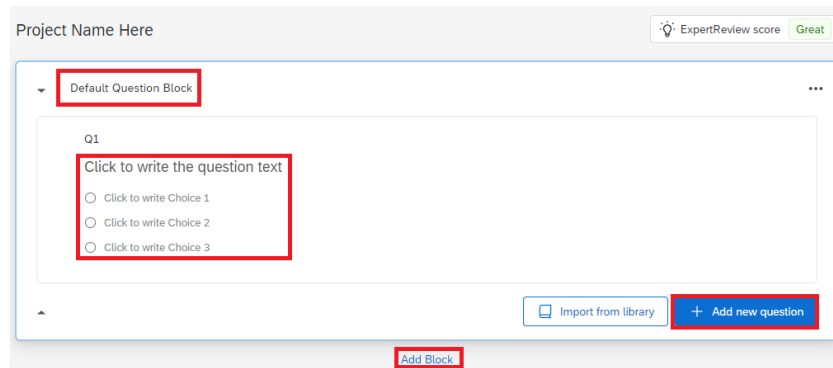 Project Name Here
ExpertReview score Great
Default Question Block
Q1
Click to write the question text
Click to write Choice 1
Click to write Choice 2
Click to write Choice 3
Import from library
+ Add new question
Add Block